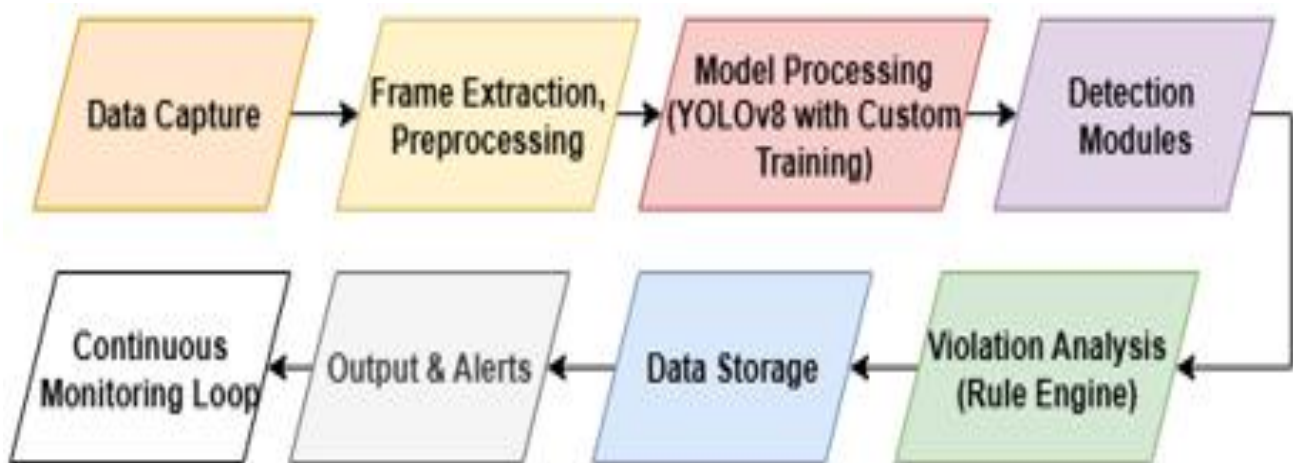 Data Capture
Frame Extraction,
Preprocessing
Model Processing
(YOLOv8 with Custom
Training)
Detection
Modules
Violation Analysis
(Rule Engine)
Data Storage
Output & Alerts
Continuous
Monitoring Loop